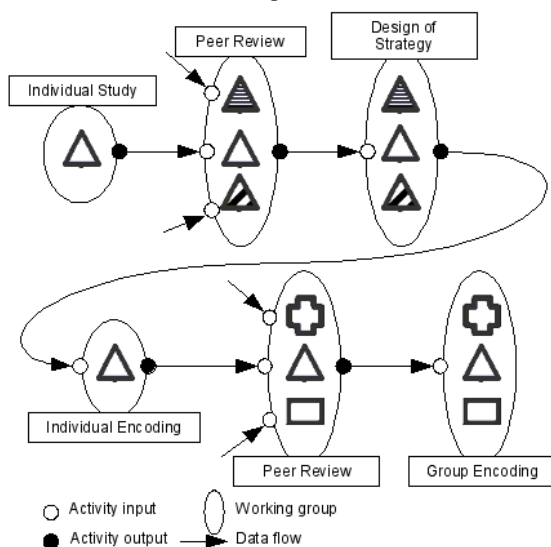 Peer Review
Design of
Strategy
Individual Study
Individual Encoding
Peer Review
Group Encoding
Activity input
Working group
Activity output
Data flow